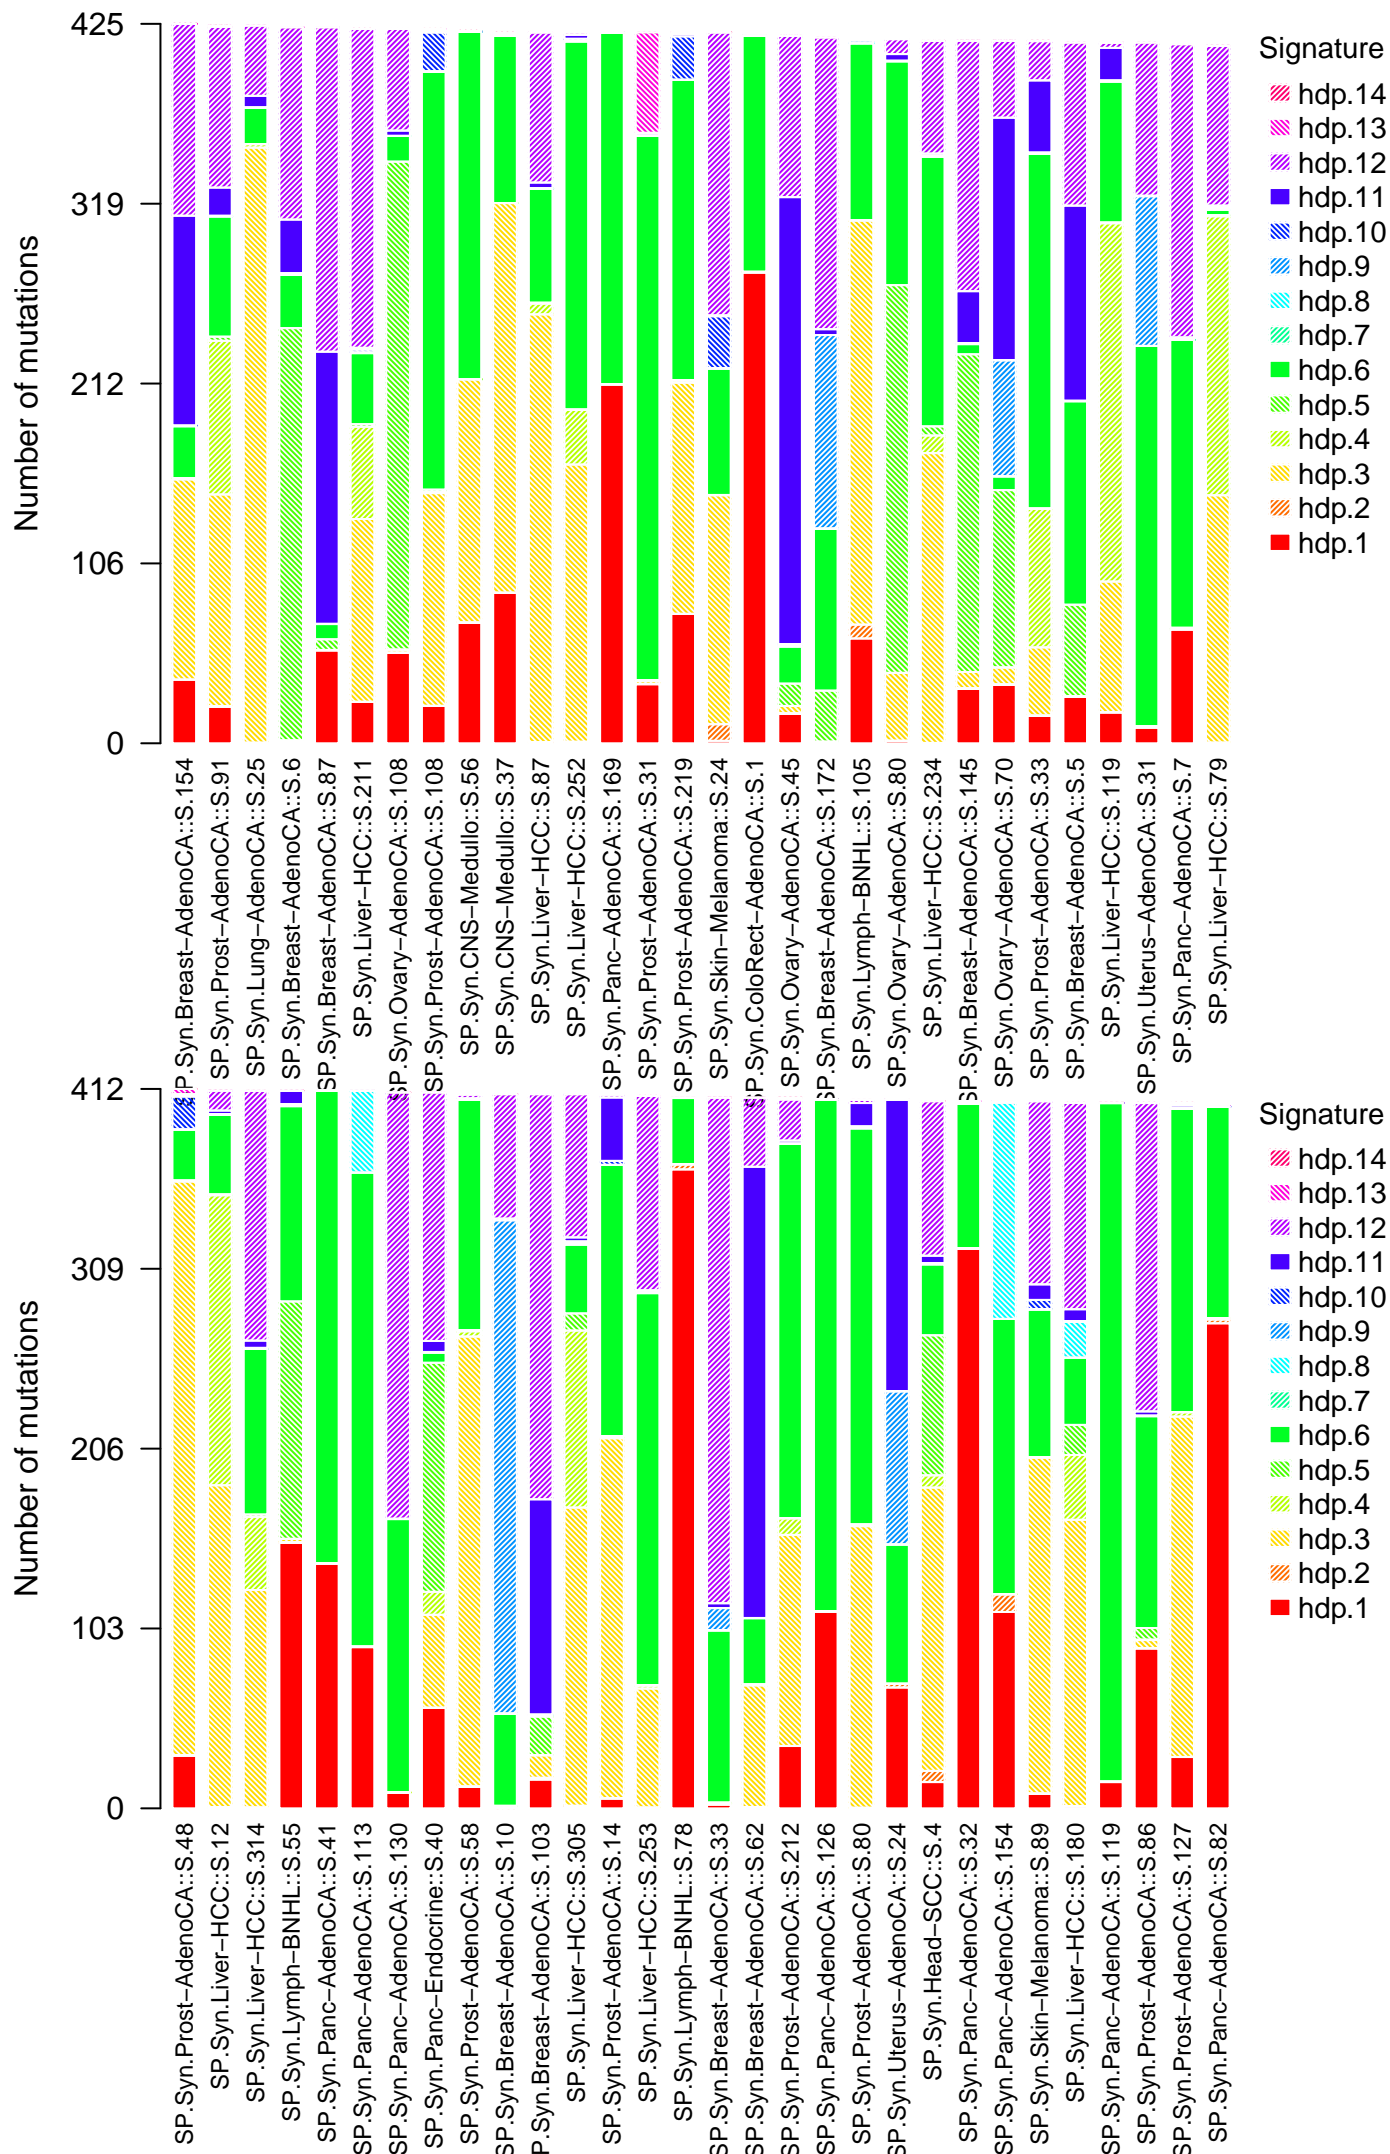 Number of mutations
425
319
212
106
0
Signature
hdp.14
hdp.13
hdp.12
hdp.11
hdp.10
hdp.9
hdp.8
hdp.7
hdp.6
hdp.5
hdp.4
hdp.3
hdp.2
hdp.1
SP.Syn.Breast−AdenoCA::S.154
SP.Syn.Prost−AdenoCA::S.91
SP.Syn.Lung−AdenoCA::S.25
SP.Syn.Breast−AdenoCA::S.6
SP.Syn.Breast−AdenoCA::S.87
SP.Syn.Liver−HCC::S.211
SP.Syn.Ovary−AdenoCA::S.108
SP.Syn.Prost−AdenoCA::S.108
SP.Syn.CNS−Medullo::S.56
SP.Syn.CNS−Medullo::S.37
SP.Syn.Liver−HCC::S.87
SP.Syn.Liver−HCC::S.252
SP.Syn.Panc−AdenoCA::S.169
SP.Syn.Prost−AdenoCA::S.31
SP.Syn.Prost−AdenoCA::S.219
SP.Syn.Skin−Melanoma::S.24
SP.Syn.ColoRect−AdenoCA::S.1
SP.Syn.Ovary−AdenoCA::S.45
SP.Syn.Breast−AdenoCA::S.172
SP.Syn.Lymph−BNHL::S.105
SP.Syn.Ovary−AdenoCA::S.80
SP.Syn.Liver−HCC::S.234
SP.Syn.Breast−AdenoCA::S.145
SP.Syn.Ovary−AdenoCA::S.70
SP.Syn.Prost−AdenoCA::S.33
SP.Syn.Breast−AdenoCA::S.5
SP.Syn.Liver−HCC::S.119
SP.Syn.Uterus−AdenoCA::S.31
SP.Syn.Panc−AdenoCA::S.7
SP.Syn.Liver−HCC::S.79
Number of mutations
412
309
206
103
0
Signature
hdp.14
hdp.13
hdp.12
hdp.11
hdp.10
hdp.9
hdp.8
hdp.7
hdp.6
hdp.5
hdp.4
hdp.3
hdp.2
hdp.1
SP.Syn.Prost−AdenoCA::S.48
SP.Syn.Liver−HCC::S.12
SP.Syn.Liver−HCC::S.314
SP.Syn.Lymph−BNHL::S.55
SP.Syn.Panc−AdenoCA::S.41
SP.Syn.Panc−AdenoCA::S.113
SP.Syn.Panc−AdenoCA::S.130
SP.Syn.Panc−Endocrine::S.40
SP.Syn.Prost−AdenoCA::S.58
SP.Syn.Breast−AdenoCA::S.10
SP.Syn.Breast−AdenoCA::S.103
SP.Syn.Liver−HCC::S.305
SP.Syn.Prost−AdenoCA::S.14
SP.Syn.Liver−HCC::S.253
SP.Syn.Lymph−BNHL::S.78
SP.Syn.Breast−AdenoCA::S.33
SP.Syn.Breast−AdenoCA::S.62
SP.Syn.Prost−AdenoCA::S.212
SP.Syn.Panc−AdenoCA::S.126
SP.Syn.Prost−AdenoCA::S.80
SP.Syn.Uterus−AdenoCA::S.24
SP.Syn.Head−SCC::S.4
SP.Syn.Panc−AdenoCA::S.32
SP.Syn.Panc−AdenoCA::S.154
SP.Syn.Skin−Melanoma::S.89
SP.Syn.Liver−HCC::S.180
SP.Syn.Panc−AdenoCA::S.119
SP.Syn.Prost−AdenoCA::S.86
SP.Syn.Prost−AdenoCA::S.127
SP.Syn.Panc−AdenoCA::S.82